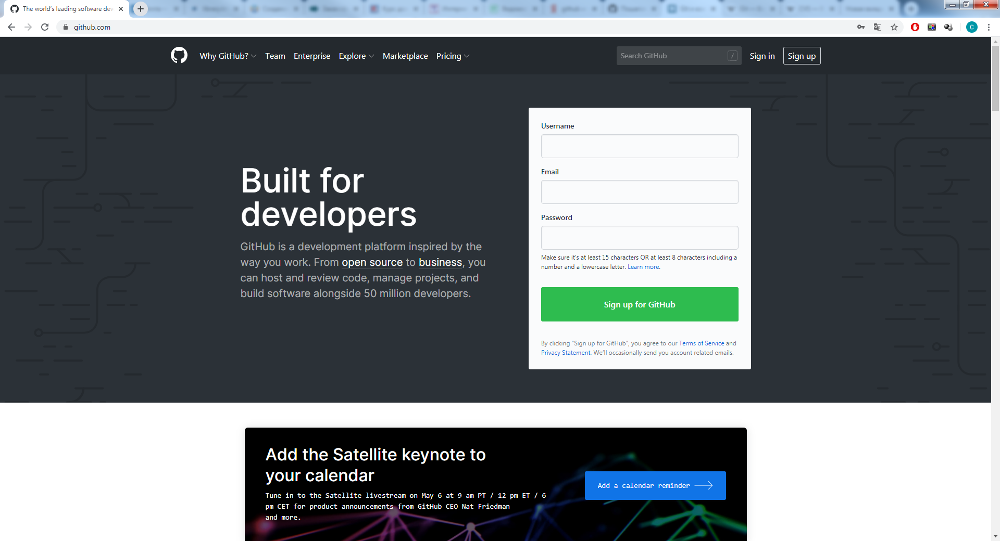 The world's leading software dev
github.com
C
Why GitHub?
Team
Enterprise
Explore
Marketplace
Pricing
Search GitHub
/
Sign in
Sign up
Built for
developers
GitHub is a development platform inspired by the
way you work. From open source to business, you
can host and review code, manage projects, and
build software alongside 50 million developers.
Username
Email
Password
Make sure it's at least 15 characters OR at least 8 characters including a
number and a lowercase letter. Learn more.
Sign up for GitHub
By clicking “Sign up for GitHub”, you agree to our Terms of Service and
Privacy Statement. We’ll occasionally send you account related emails.
Add the Satellite keynote to
your calendar
Tune in to the Satellite livestream on May 6 at 9 am PT / 12 pm ET / 6
pm CET for product announcements from GitHub CEO Nat Friedman
and more.
Add a calendar reminder